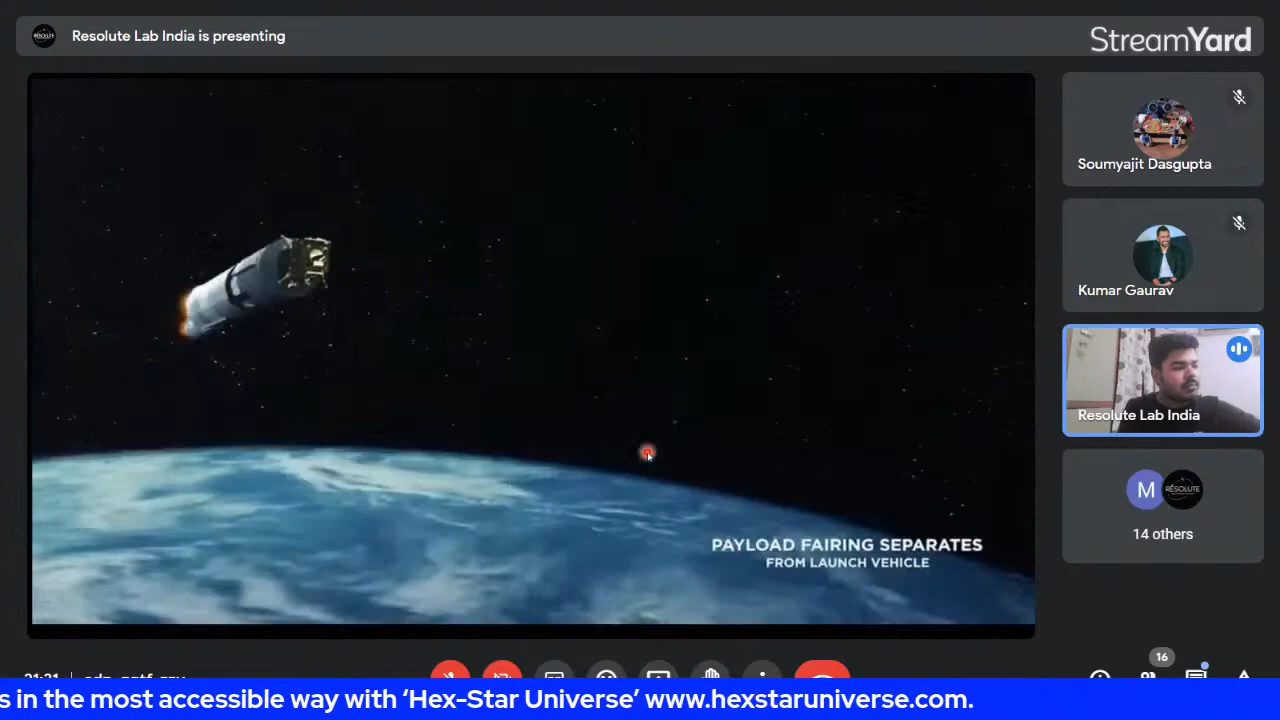 Resolute Lab India is presenting
StreamYard
Soumyajit Dasgupta
Kumar Gaurav
Resolute Lab India
M
RÉSOLUTE
14 others
PAYLOAD FAIRING SEPARATES
FROM LAUNCH VEHICLE
16
s in the most accessible way with ‘Hex-Star Universe’ www.hexstaruniverse.com.